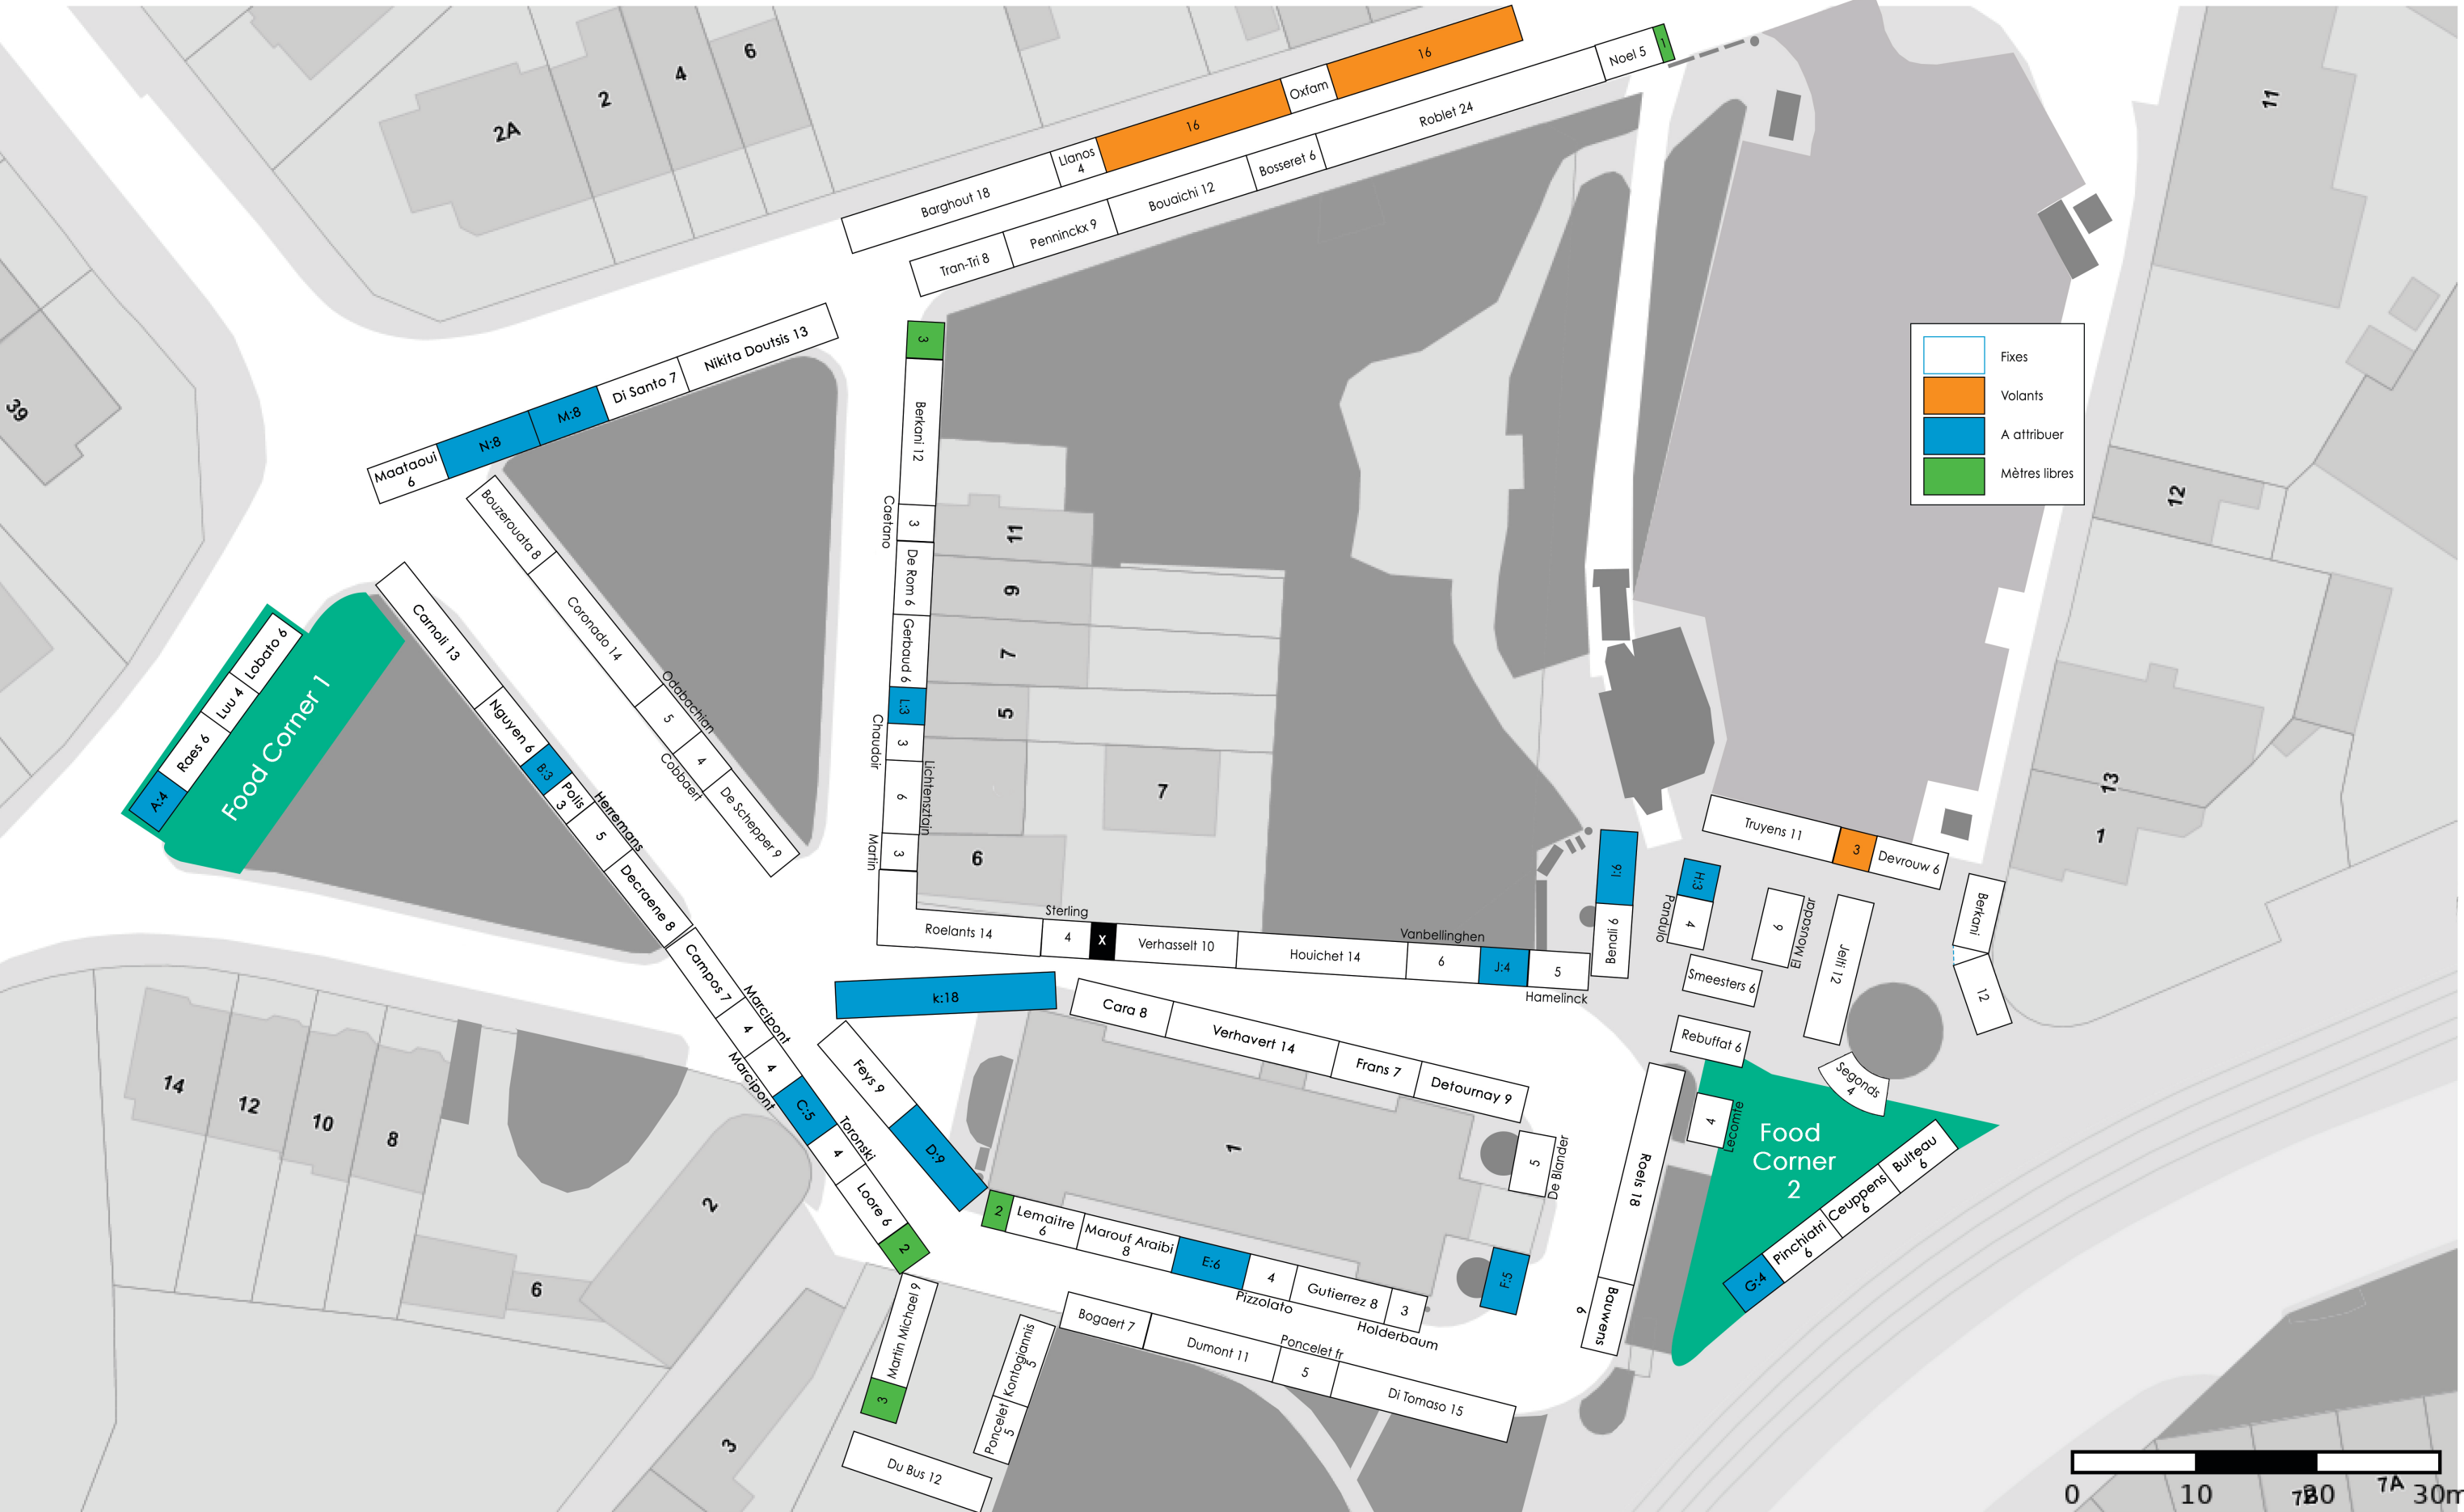 2A
2
4
6
11
39
16
Oxfam
16
Llanos
4
Barghout 18
Noel 5
1
Roblet 24
Bosseret 6
Bouaichi 12
Penninckx 9
Tran-Tri 8
Fixes
Volants
A attribuer
Mètres libres
Nikita Doutsis 13
Di Santo 7
M:8
N:8
Maataoui
6
Bouzerouata 8
Coronado 14
Odabachian
5
4
Cobbaert
De Schepper 9
3
Berkani 12
Caetano
3
De Rom 6
Gerbaud 6
L:3
Chaudoir
3
Lichtensztajn
6
Martin
3
11
9
7
5
7
6
12
13
1
Lobato 6
Luu 4
Raes 6
A:4
Food Corner 1
Carnoli 13
Nguyen 6
B:3
Polis
3
Herremans
5
Decraene 8
Campos 7
Marcipont
4
4
Marcipont
C:5
Toronski
4
Loore 6
2
Sterling
Roelants 14
4
X
Verhasselt 10
Houichet 14
Vanbellinghen
6
J:4
5
Hamelinck
I:6
Benali 6
Truyens 11
3
Devrouw 6
H:3
4
Pandulo
6
El Mousapar
Jelti 12
Berkani
12
Smeesters 6
Rebuffat 6
Segonds
4
k:18
Cara 8
Verhavert 14
Frans 7
Detournay 9
Feys 9
D:9
1
5
De Blander
Roels 18
Bauwens
6
4
Lecomte
Food
Corner
2
Bulteau
6
Ceuppens
6
Pinchiatri
6
G:4
2
Lemaitre
6
Marouf Araibi
8
E:6
4
Pizzolato
Gutierrez 8
3
Holderbaum
F:5
Bogaert 7
Dumont 11
Poncelet fr
5
Di Tomaso 15
Martin Michael 9
3
Kontogiannis
5
Poncelet
5
Du Bus 12
14
12
10
8
2
6
3
7A
0
10
30m